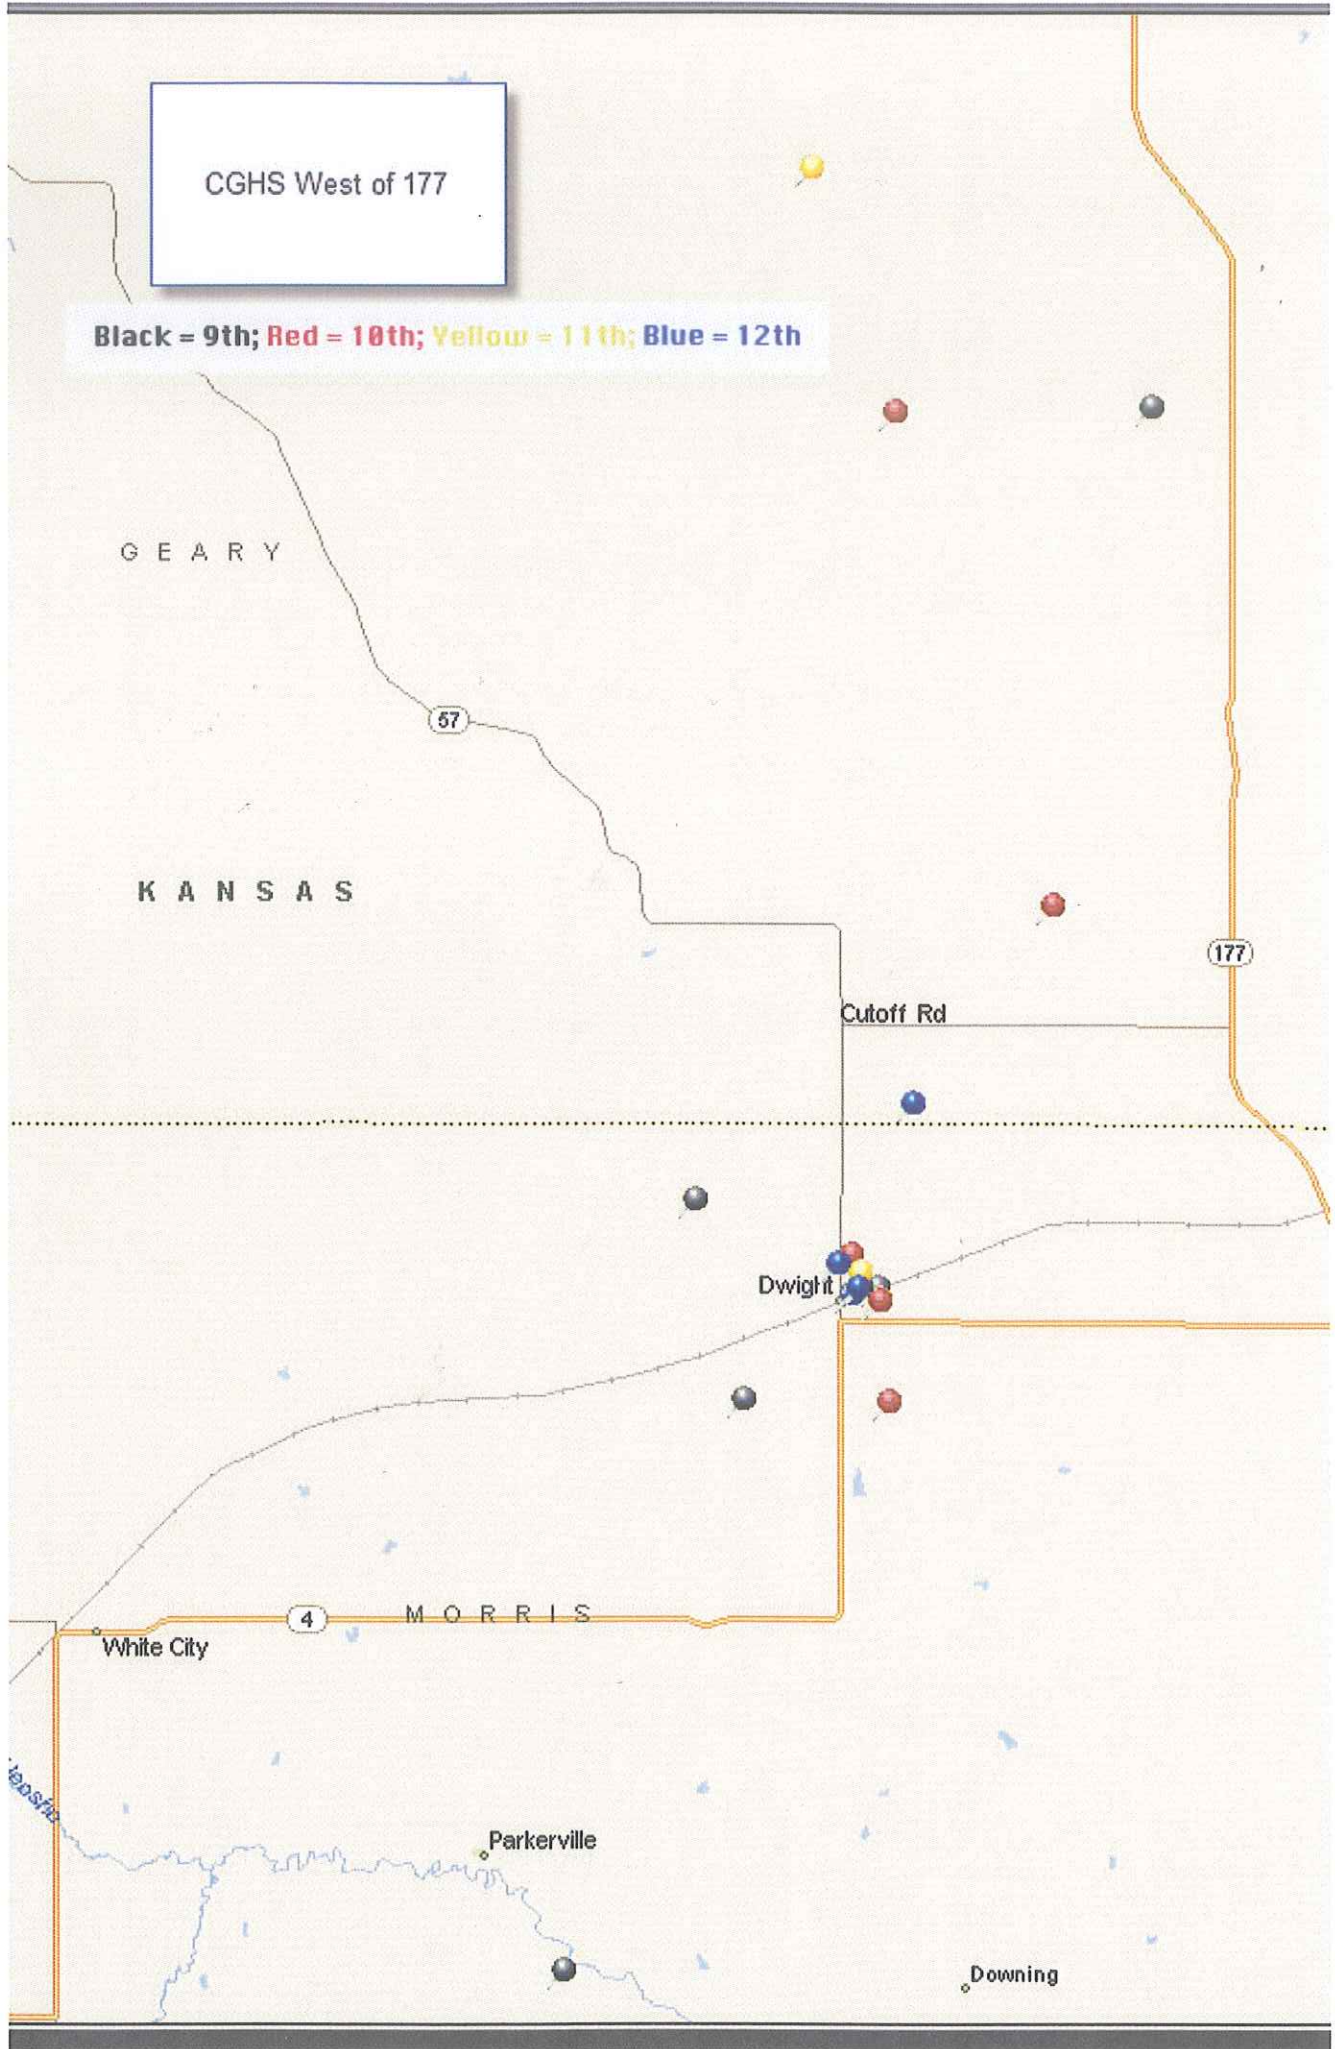 CGHS West of 177
Black = 9th; Red = 10th; Yellow = 11th; Blue = 12th
GEARY
57
KANSAS
177
Cutoff Rd
Dwight
4
MORRIS
White City
Parkerville
Downing